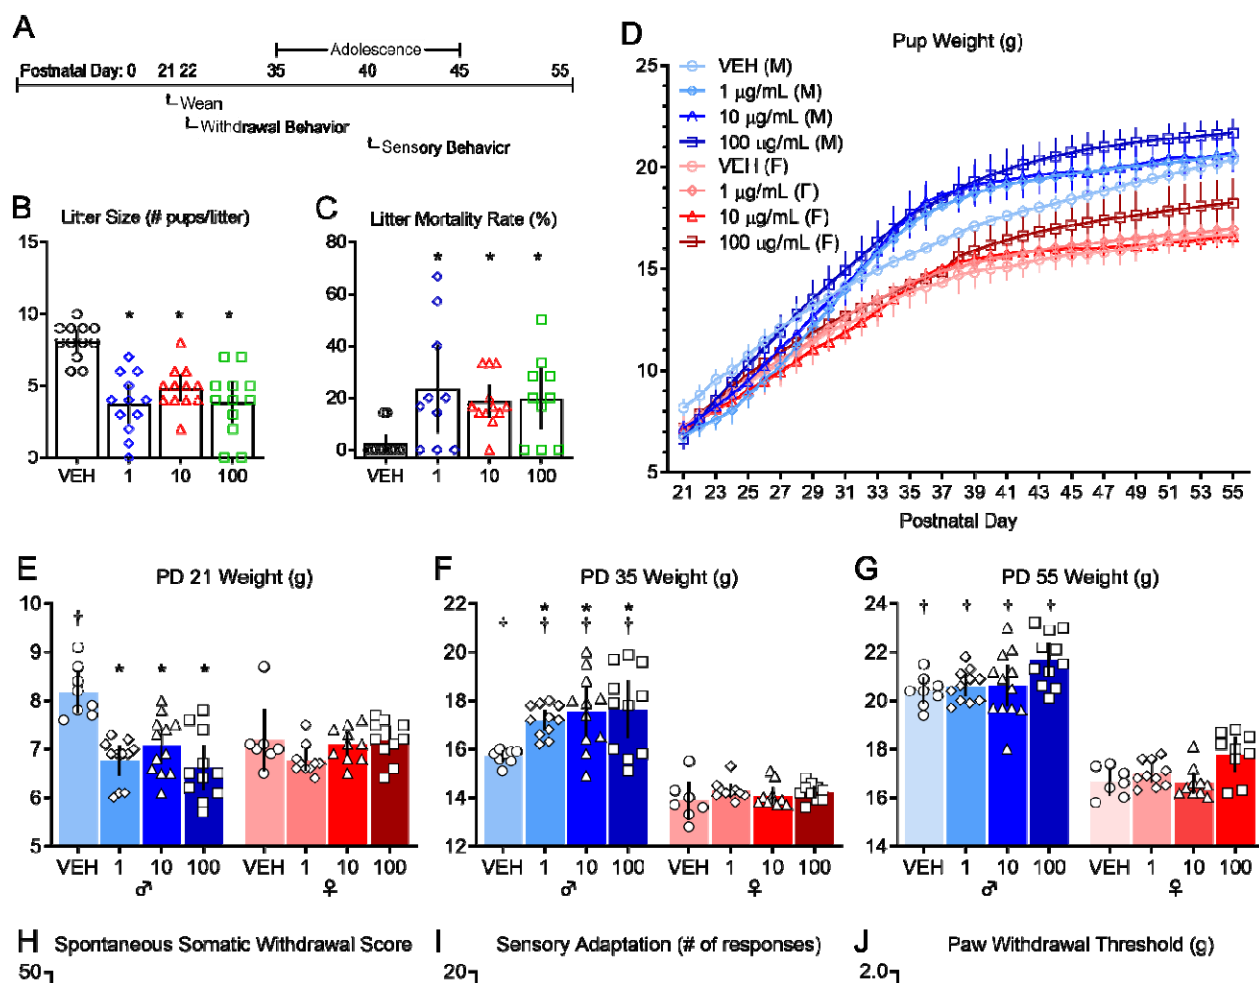 A
Adolescence
Postnatal Day: 0 21 22 35 40 45 55
Wean
Withdrawal Behavior
Sensory Behavior
B Litter Size (# pups/litter)
15
10
5
0
* * *
VEH 1 10 100
C Litter Mortality Rate (%)
80
60
40
20
0
* * *
VEH 1 10 100
D Pup Weight (g)
25
20
15
10
5
VEH (M)
1 µg/mL (M)
10 µg/mL (M)
100 µg/mL (M)
VEH (F)
1 µg/mL (F)
10 µg/mL (F)
100 µg/mL (F)
21 23 25 27 29 31 33 35 37 39 41 43 45 47 49 51 53 55
Postnatal Day
E PD 21 Weight (g)
10
9
8
7
6
5
†
* * *
VEH 1 10 100 VEH 1 10 100
♂ ♀
F PD 35 Weight (g)
22
20
18
16
14
12
* * *
† † † †
VEH 1 10 100 VEH 1 10 100
♂ ♀
G PD 55 Weight (g)
24
22
20
18
16
14
† † † †
VEH 1 10 100 VEH 1 10 100
♂ ♀
H Spontaneous Somatic Withdrawal Score
50
I Sensory Adaptation (# of responses)
20
J Paw Withdrawal Threshold (g)
2.0